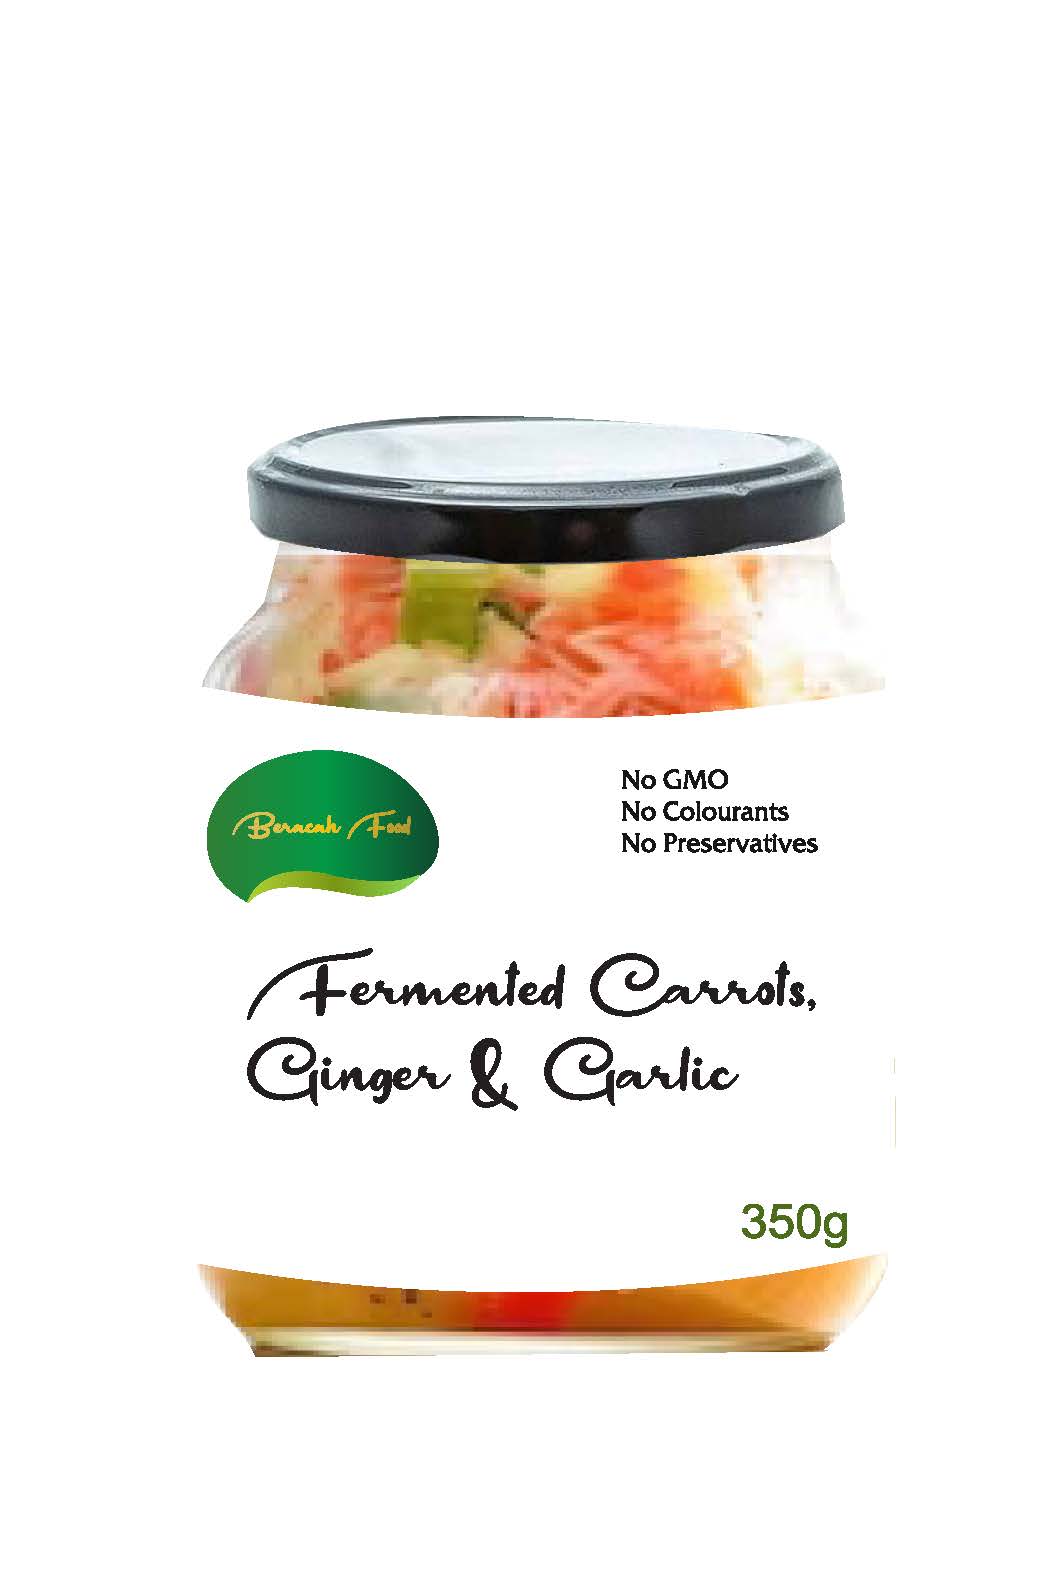 Beracah Food
No GMO
No Colourants
No Preservatives
Fermented Carrots,
Ginger & Garlic
350g